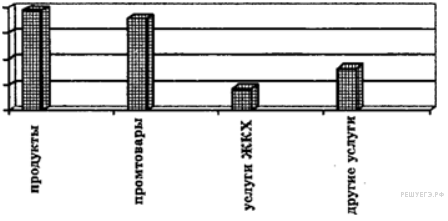 продукты
промтовары
услуги ЖКХ
другие услуги
РЕШУЕГЭ.РФ